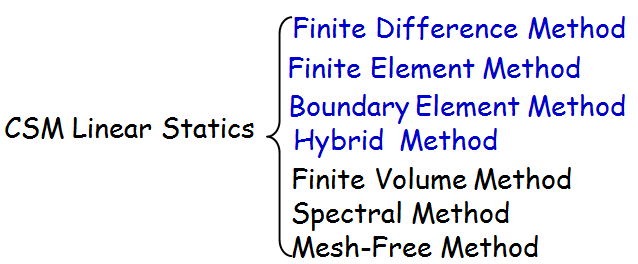 Finite Difference Method
Finite Element Method
Boundary Element Method
CSM Linear Statics
Hybrid Method
Finite Volume Method
Spectral Method
Mesh-Free Method